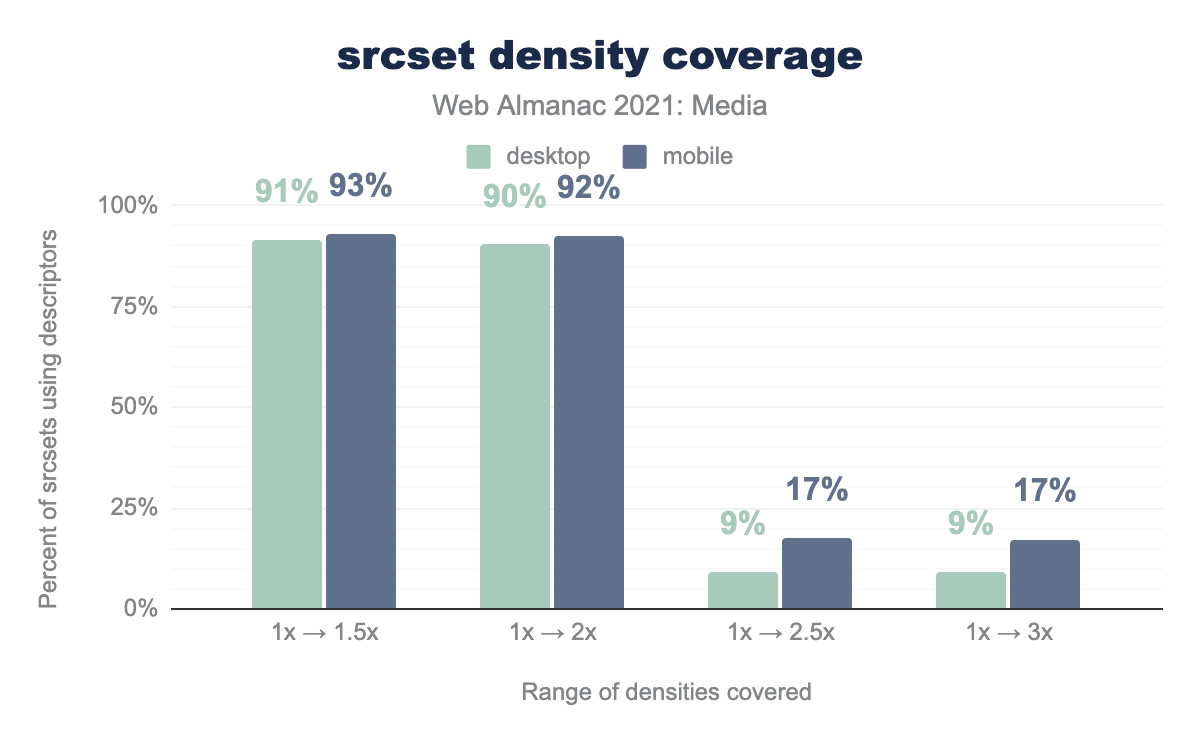 srcset density coverage
Web Almanac 2021: Media
desktop mobile
91% 93% 90% 92%
100%
75%
50%
17% 17%
25%
9% 9%
0%
Percent of srcsets using descriptors
1x → 1.5x 1x → 2x 1x → 2.5x 1x → 3x
Range of densities covered